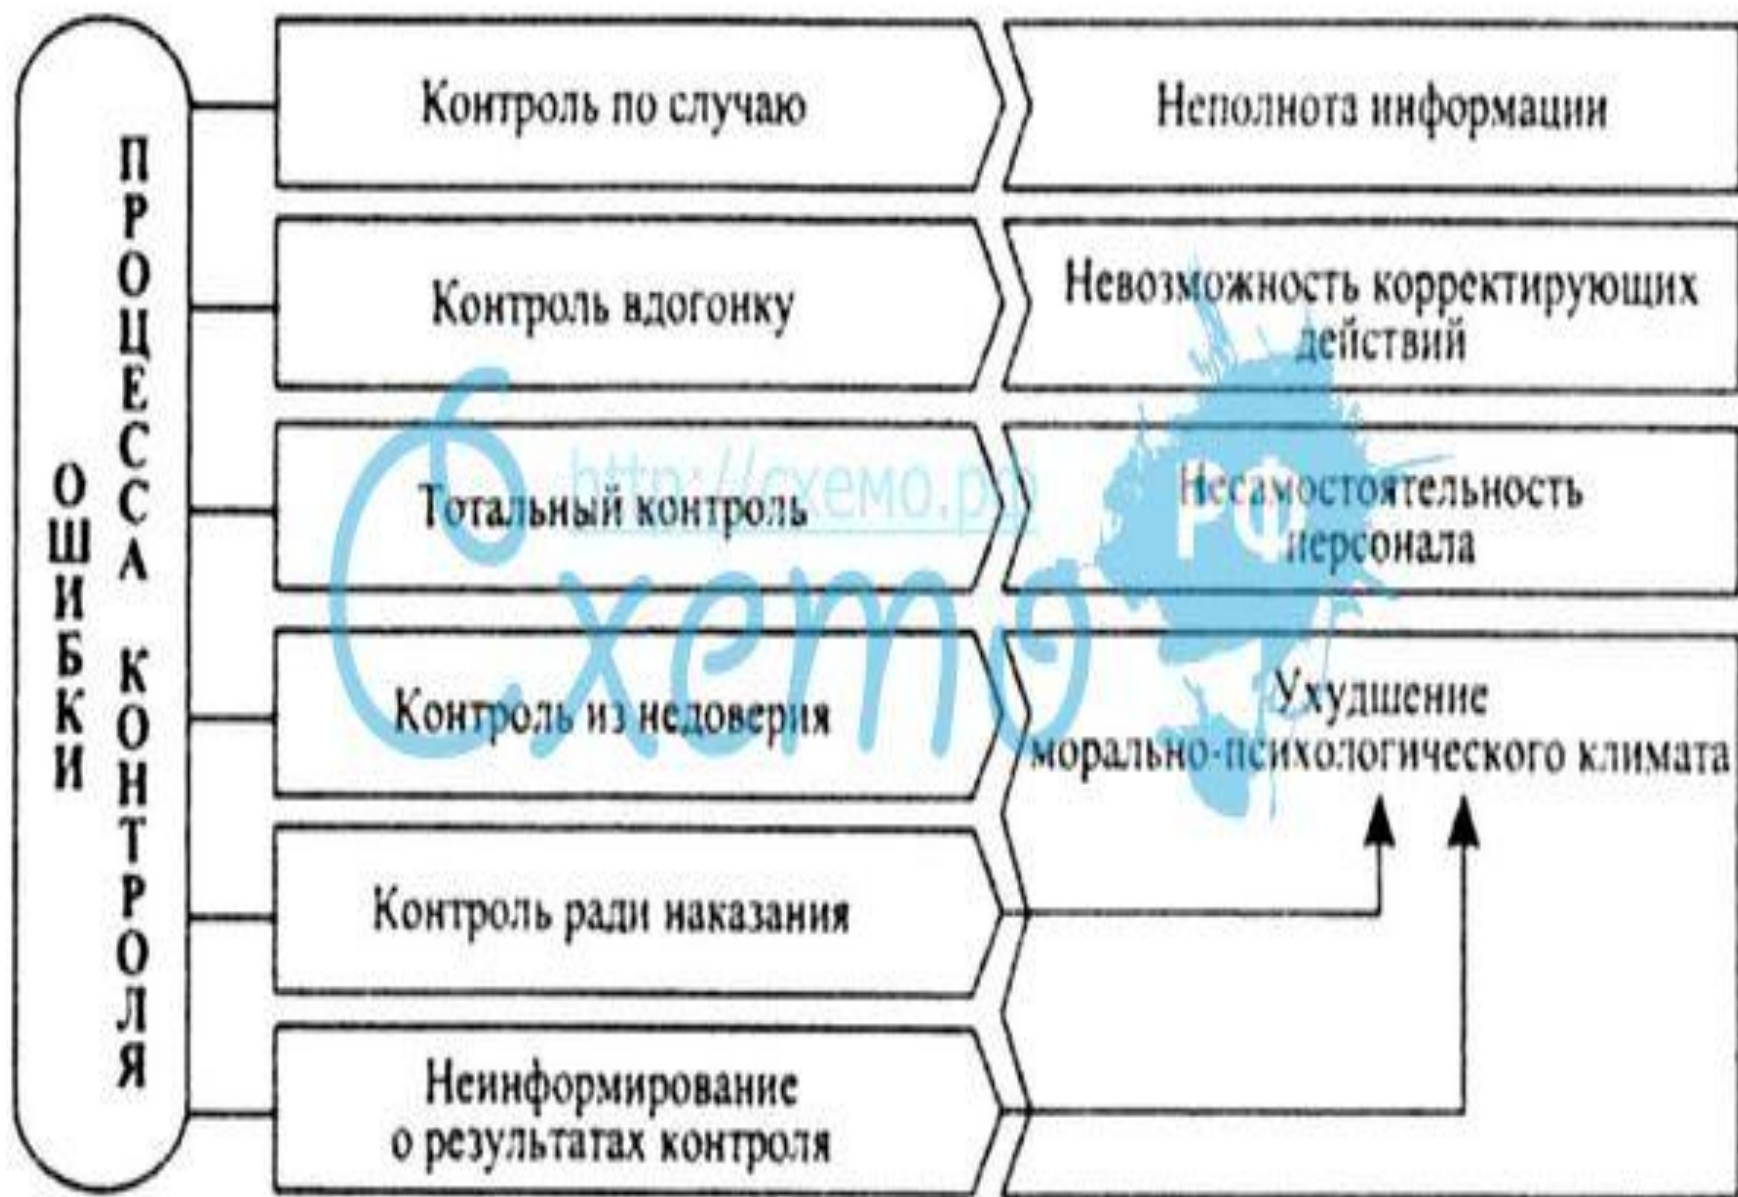 ОШИБКИ
ПРОЦЕССА КОНТРОЛЯ
Контроль по случаю
Неполнота информации
Контроль вдогонку
Невозможность корректирующих
действий
Тотальный контроль
Несамостоятельность
персонала
Контроль из недоверия
Ухудшение
морально-психологического климата
Контроль ради наказания
Неинформирование
о результатах контроля
http://схемо.рф
Схемо
РФ